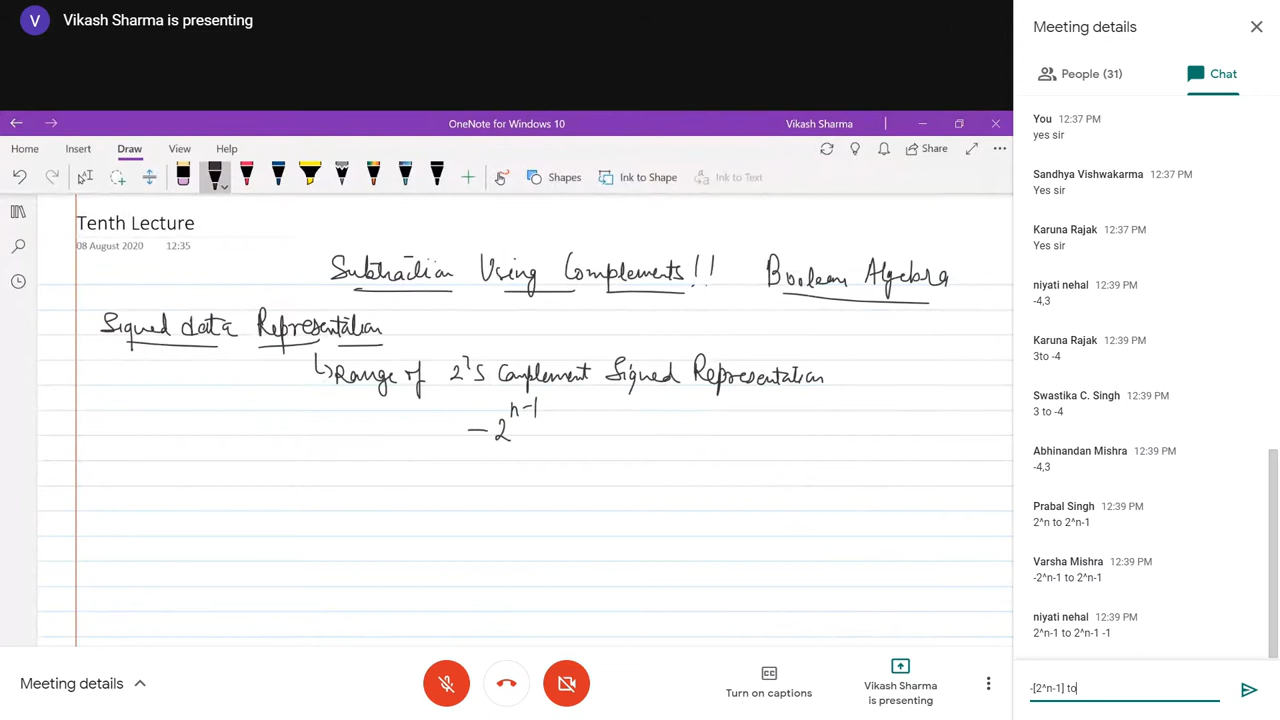 V Vikash Sharma is presenting
OneNote for Windows 10
Vikash Sharma
Home Insert Draw View Help
Share
Shapes Ink to Shape Ink to Text
Tenth Lecture
08 August 2020 12:35
Subtraction Using Complements!! Boolean Algebra
Signed data Representation
Range of 2's Complement Signed Representation
-2^n-1
Meeting details
Turn on captions
Vikash Sharma
is presenting
Meeting details
People (31) Chat
You 12:37 PM
yes sir
Sandhya Vishwakarma 12:37 PM
Yes sir
Karuna Rajak 12:37 PM
Yes sir
niyati nehal 12:39 PM
-4,3
Karuna Rajak 12:39 PM
3to -4
Swastika C. Singh 12:39 PM
3 to -4
Abhinandan Mishra 12:39 PM
-4,3
Prabal Singh 12:39 PM
2^n to 2^n-1
Varsha Mishra 12:39 PM
-2^n-1 to 2^n-1
niyati nehal 12:39 PM
2^n-1 to 2^n-1 -1
-[2^n-1] to